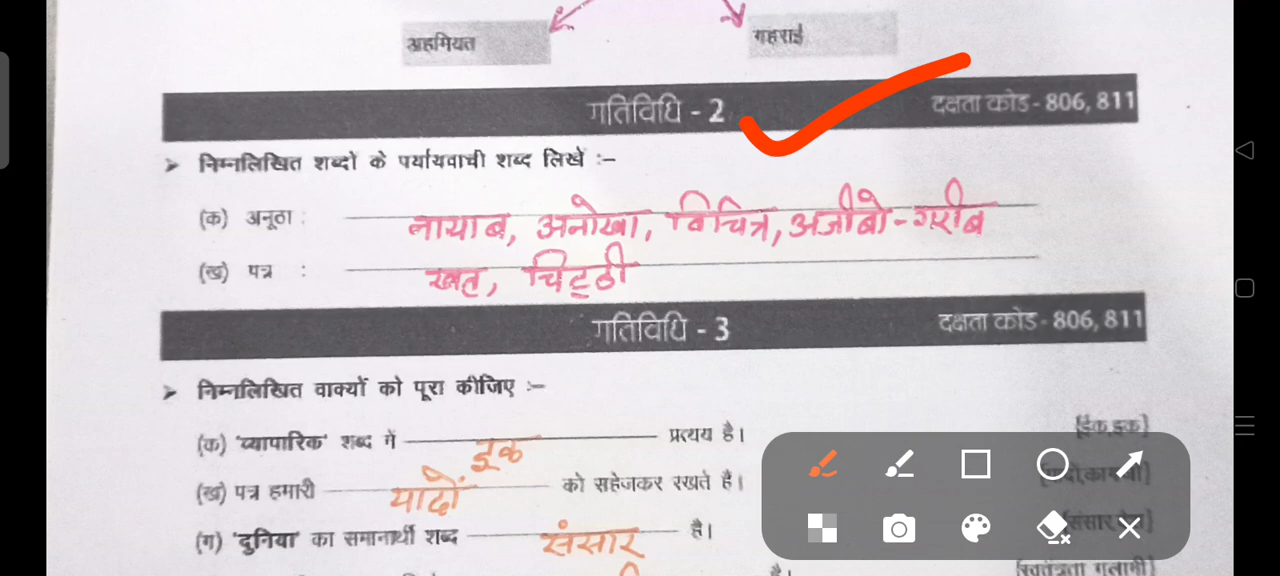 अहमियत गहराई
गतिविधि - 2 दक्षता कोड - 806, 811
➤ निम्नलिखित शब्दों के पर्यायवाची शब्द लिखें :–
(क) अनूठा : नायाब, अनोखा, विचित्र, अजीबो-गरीब
(ख) पत्र : खत, चिट्ठी
गतिविधि - 3 दक्षता कोड - 806, 811
➤ निम्नलिखित वाक्यों को पूरा कीजिए :–
(क) 'व्यापारिक' शब्द में इक प्रत्यय है। [ईक,इक]
(ख) पत्र हमारी यादों को सहेजकर रखते है।
(ग) 'दुनिया' का समानार्थी शब्द संसार है।